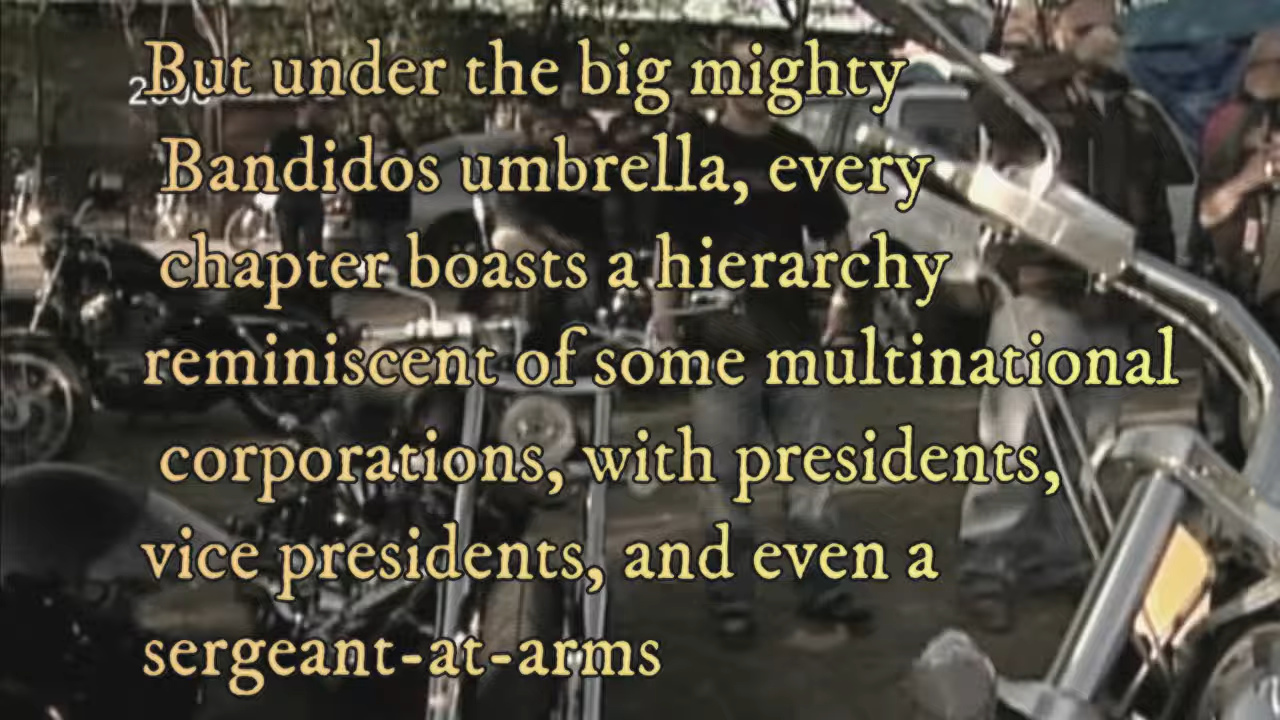 But under the big mighty
Bandidos umbrella, every
chapter boasts a hierarchy
reminiscent of some multinational
corporations, with presidents,
vice presidents, and even a
sergeant-at-arms